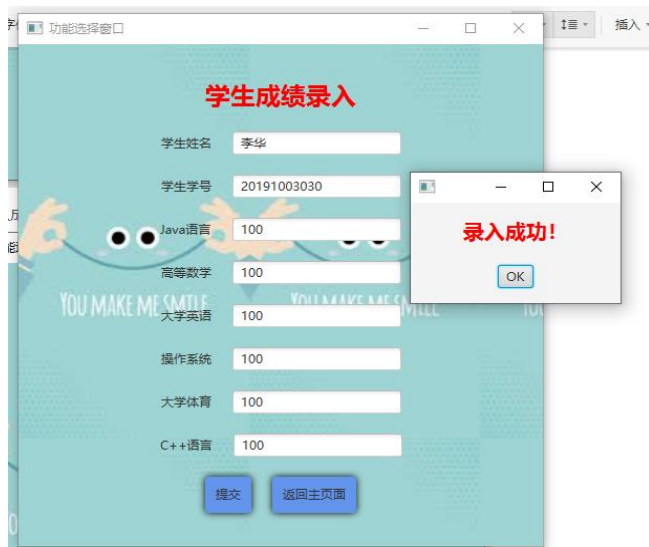 插入
功能选择窗口
学生成绩录入
学生姓名 李华
学生学号 20191003030
Java语言 100
高等数学 100
大学英语 100
操作系统 100
大学体育 100
C++语言 100
提交 返回主页面
录入成功!
OK
YOU MAKE ME SMILE
YOU MAKE ME SMILE